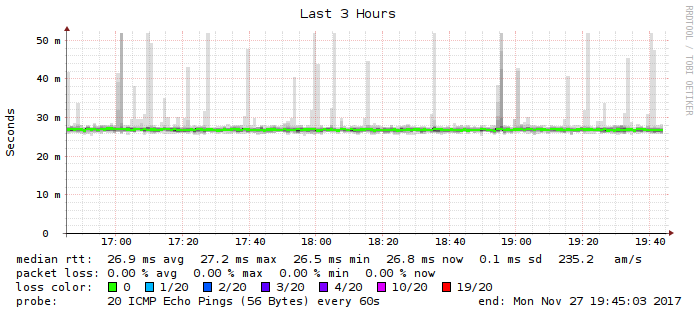 Last 3 Hours
RRDTOOL / TOBI OETIKER
Seconds
50 m
40 m
30 m
20 m
10 m
0
17:00 17:20 17:40 18:00 18:20 18:40 19:00 19:20 19:40
median rtt: 26.9 ms avg 27.2 ms max 26.5 ms min 26.8 ms now 0.1 ms sd 235.2 am/s
packet loss: 0.00 % avg 0.00 % max 0.00 % min 0.00 % now
loss color: 0 1/20 2/20 3/20 4/20 10/20 19/20
probe: 20 ICMP Echo Pings (56 Bytes) every 60s end: Mon Nov 27 19:45:03 2017